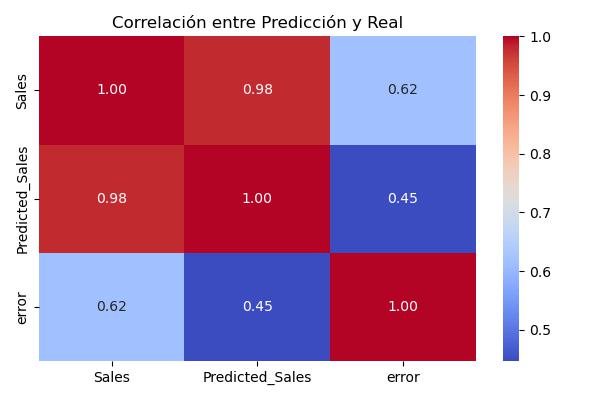 Correlación entre Predicción y Real
Sales
1.00 0.98 0.62
Predicted_Sales
0.98 1.00 0.45
error
0.62 0.45 1.00
Sales Predicted_Sales error
1.0
0.9
0.8
0.7
0.6
0.5